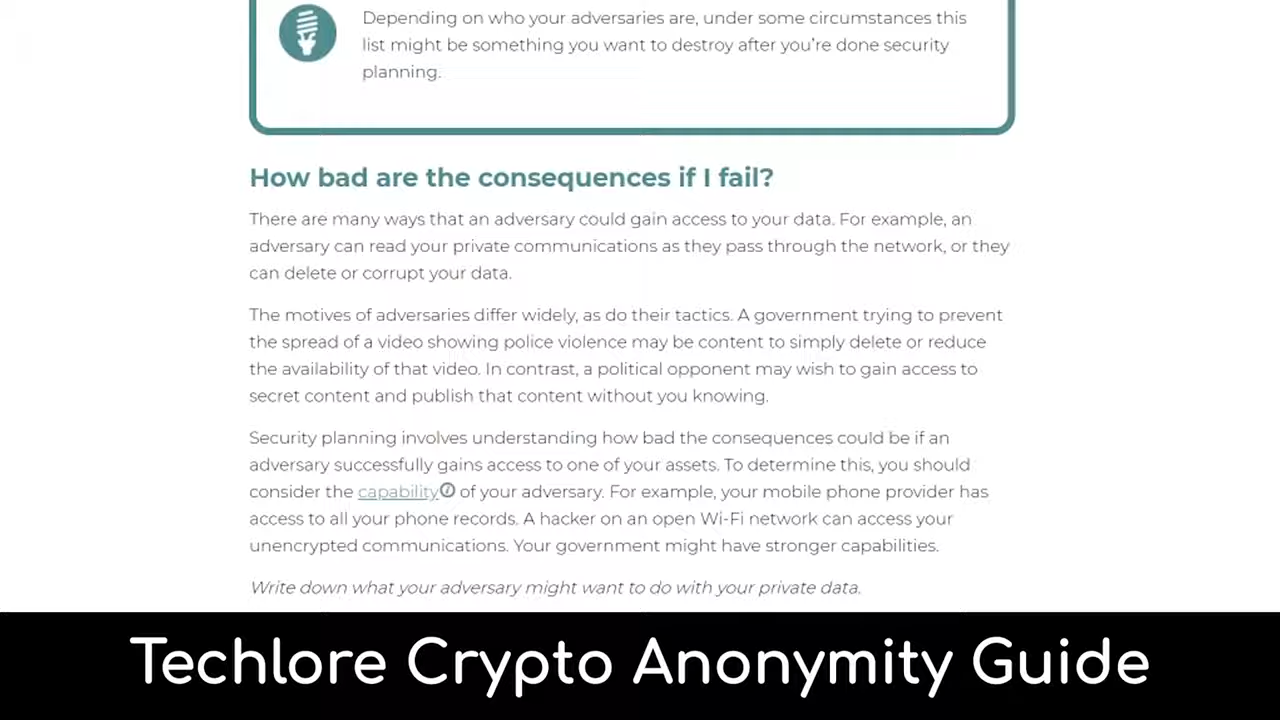 Depending on who your adversaries are, under some circumstances this
list might be something you want to destroy after you're done security
planning.
How bad are the consequences if I fail?
There are many ways that an adversary could gain access to your data. For example, an
adversary can read your private communications as they pass through the network, or they
can delete or corrupt your data.
The motives of adversaries differ widely, as do their tactics. A government trying to prevent
the spread of a video showing police violence may be content to simply delete or reduce
the availability of that video. In contrast, a political opponent may wish to gain access to
secret content and publish that content without you knowing.
Security planning involves understanding how bad the consequences could be if an
adversary successfully gains access to one of your assets. To determine this, you should
consider the capability of your adversary. For example, your mobile phone provider has
access to all your phone records. A hacker on an open Wi-Fi network can access your
unencrypted communications. Your government might have stronger capabilities.
Write down what your adversary might want to do with your private data.
Techlore Crypto Anonymity Guide